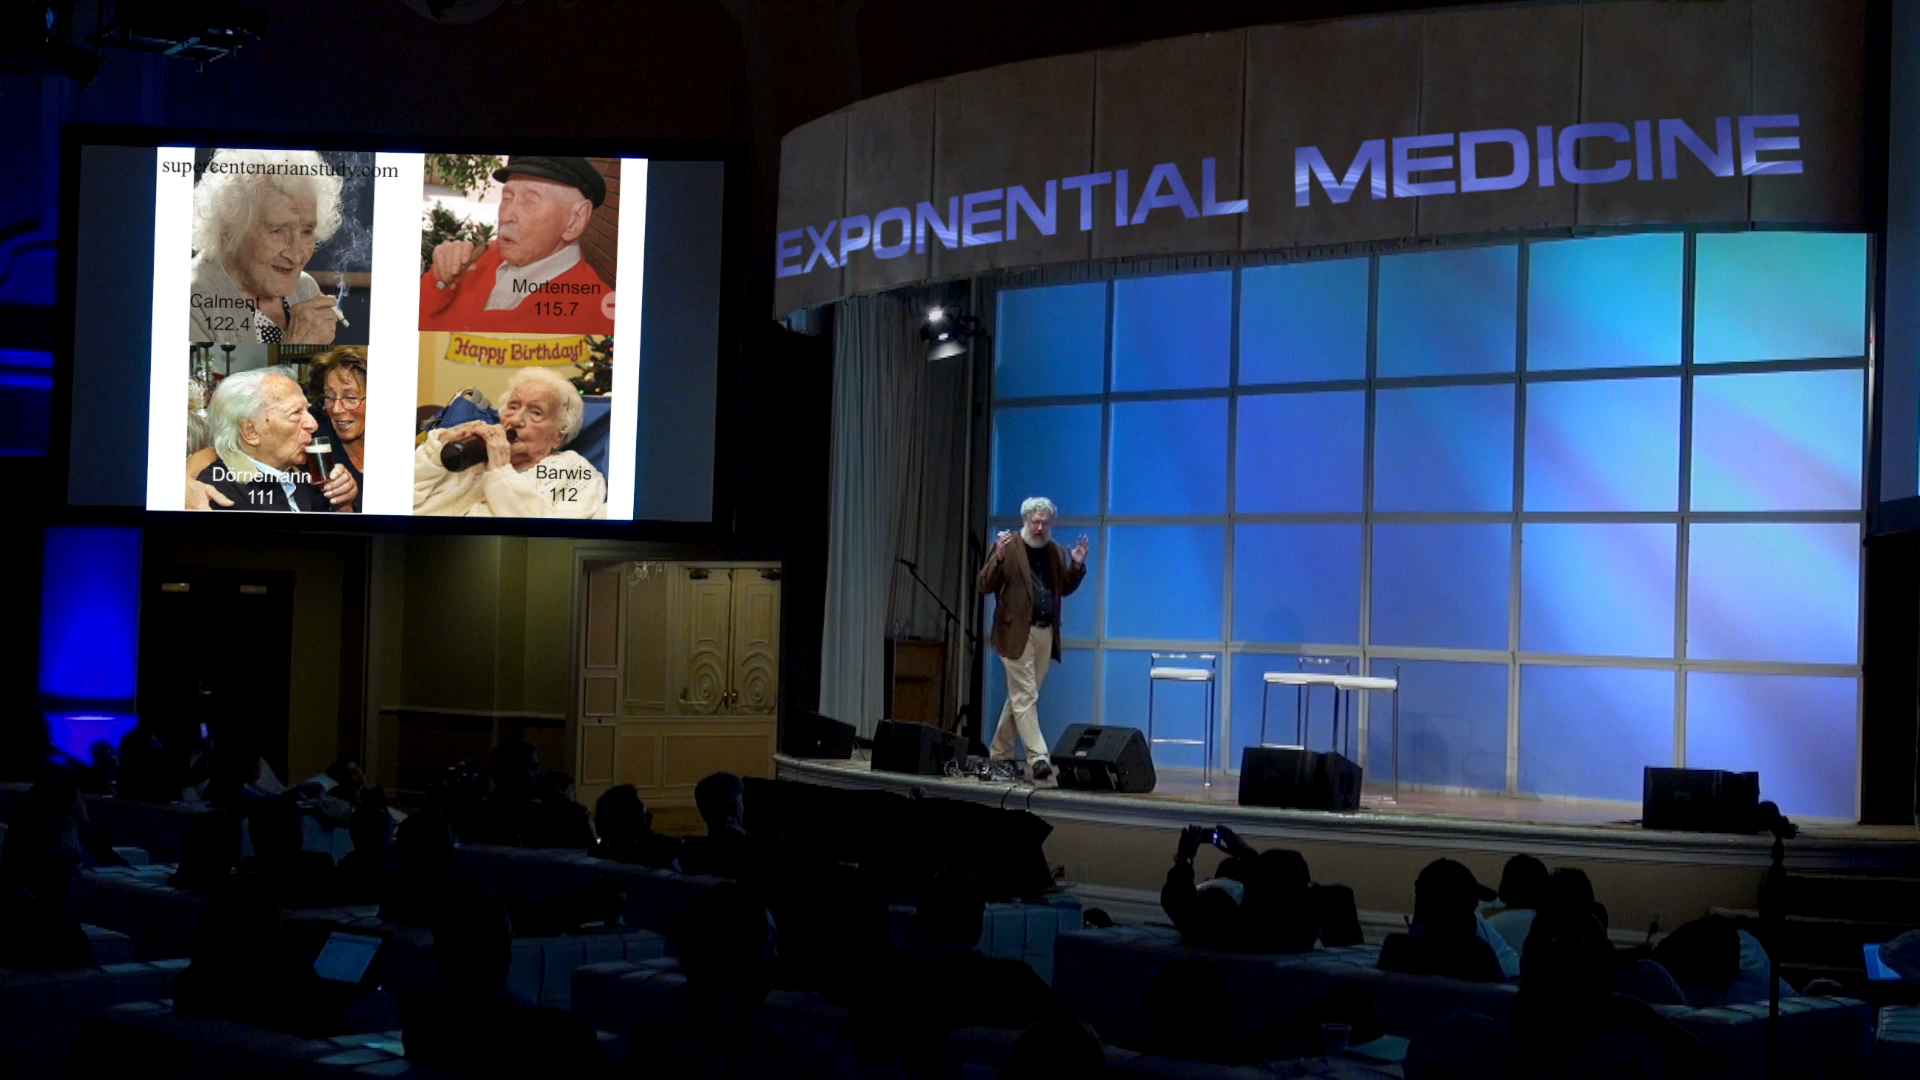 supercentenarianstudy.com
Calment
122.4
Mortensen
115.7
Happy Birthday!
Dörnemann
111
Barwis
112
EXPONENTIAL MEDICINE